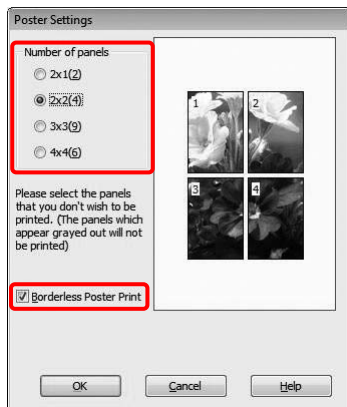 Poster Settings
Number of panels
2x1(2)
2x2(4)
3x3(9)
4x4(6)
Please select the panels
that you don't wish to be
printed. (The panels which
appear grayed out will not
be printed)
Borderless Poster Print
1
2
3
4
OK
Cancel
Help